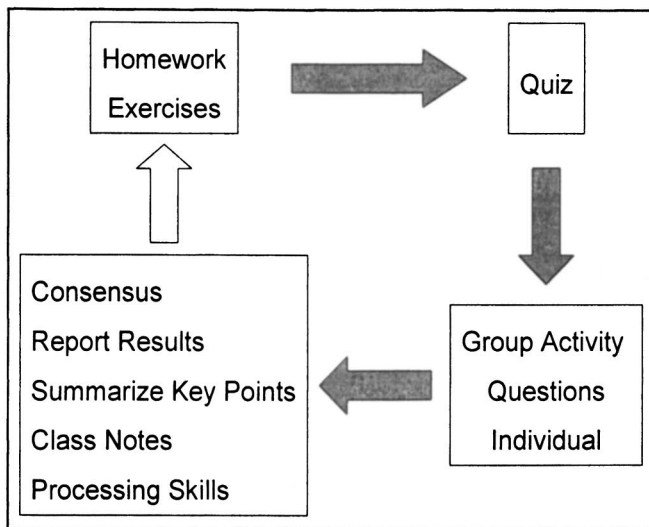 Homework
Exercises
Quiz
Group Activity
Questions
Individual
Consensus
Report Results
Summarize Key Points
Class Notes
Processing Skills